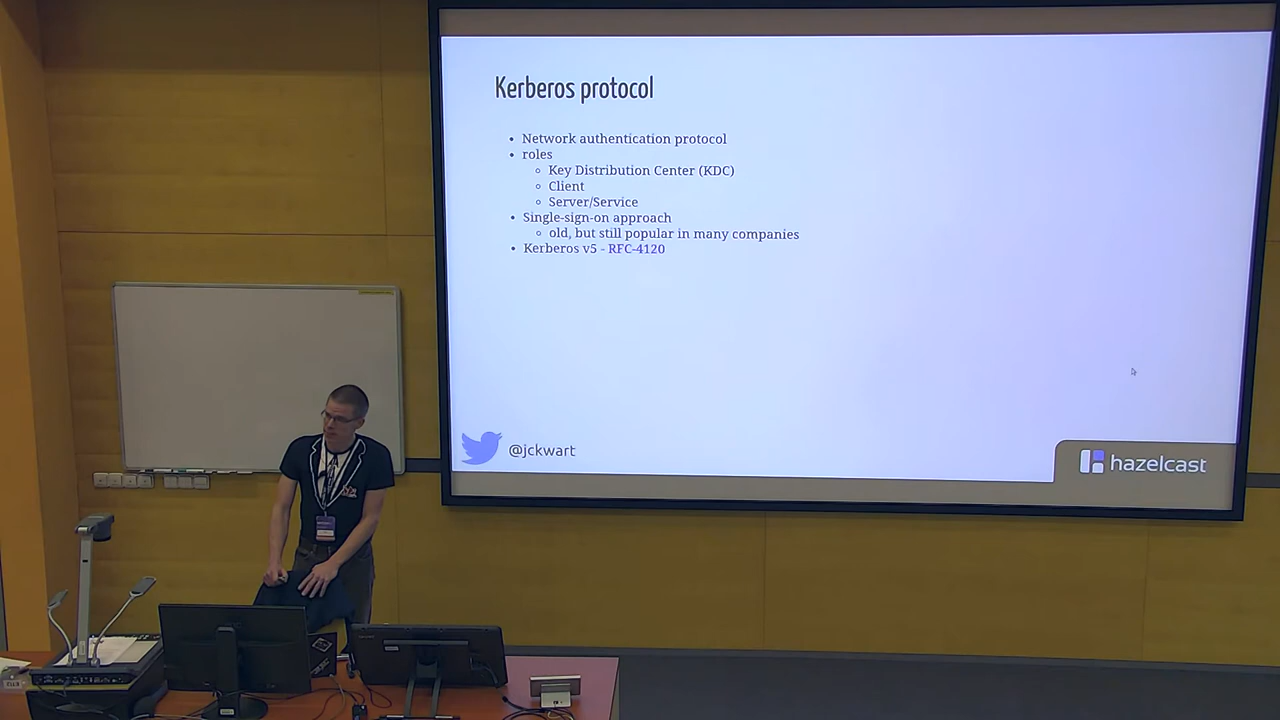 Kerberos protocol
Network authentication protocol
roles
Key Distribution Center (KDC)
Client
Server/Service
Single-sign-on approach
old, but still popular in many companies
Kerberos v5 - RFC-4120
@jckwart
hazelcast